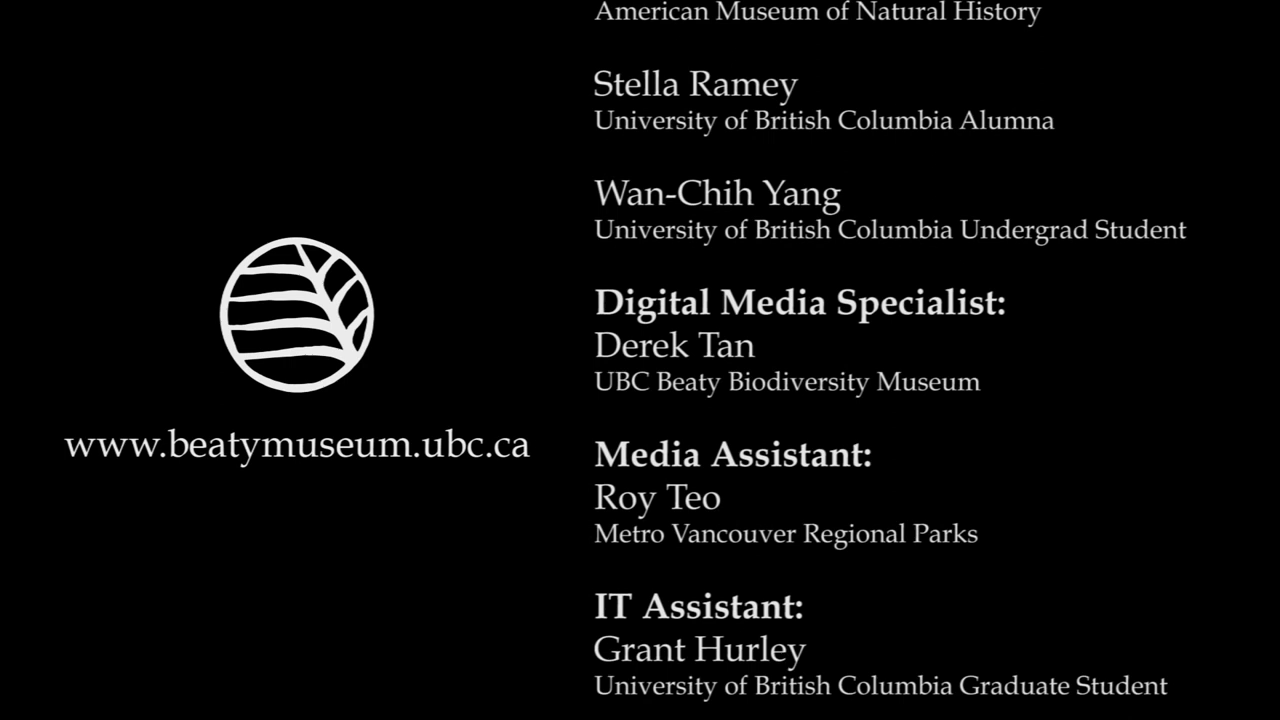 American Museum of Natural History
Stella Ramey
University of British Columbia Alumna
Wan-Chih Yang
University of British Columbia Undergrad Student
Digital Media Specialist:
Derek Tan
UBC Beaty Biodiversity Museum
Media Assistant:
Roy Teo
Metro Vancouver Regional Parks
IT Assistant:
Grant Hurley
University of British Columbia Graduate Student
www.beatymuseum.ubc.ca